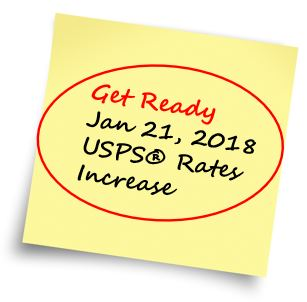 Get Ready
Jan 21, 2018
USPS® Rates
Increase